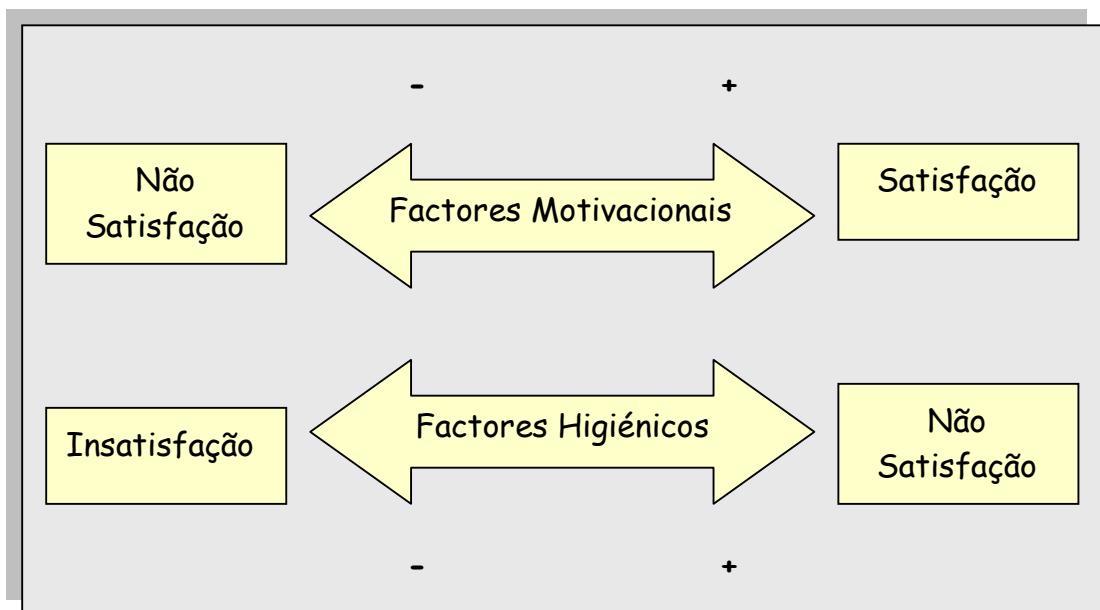 - +
Não
Satisfação
Factores Motivacionais
Satisfação
Insatisfação
Factores Higiénicos
Não
Satisfação
- +